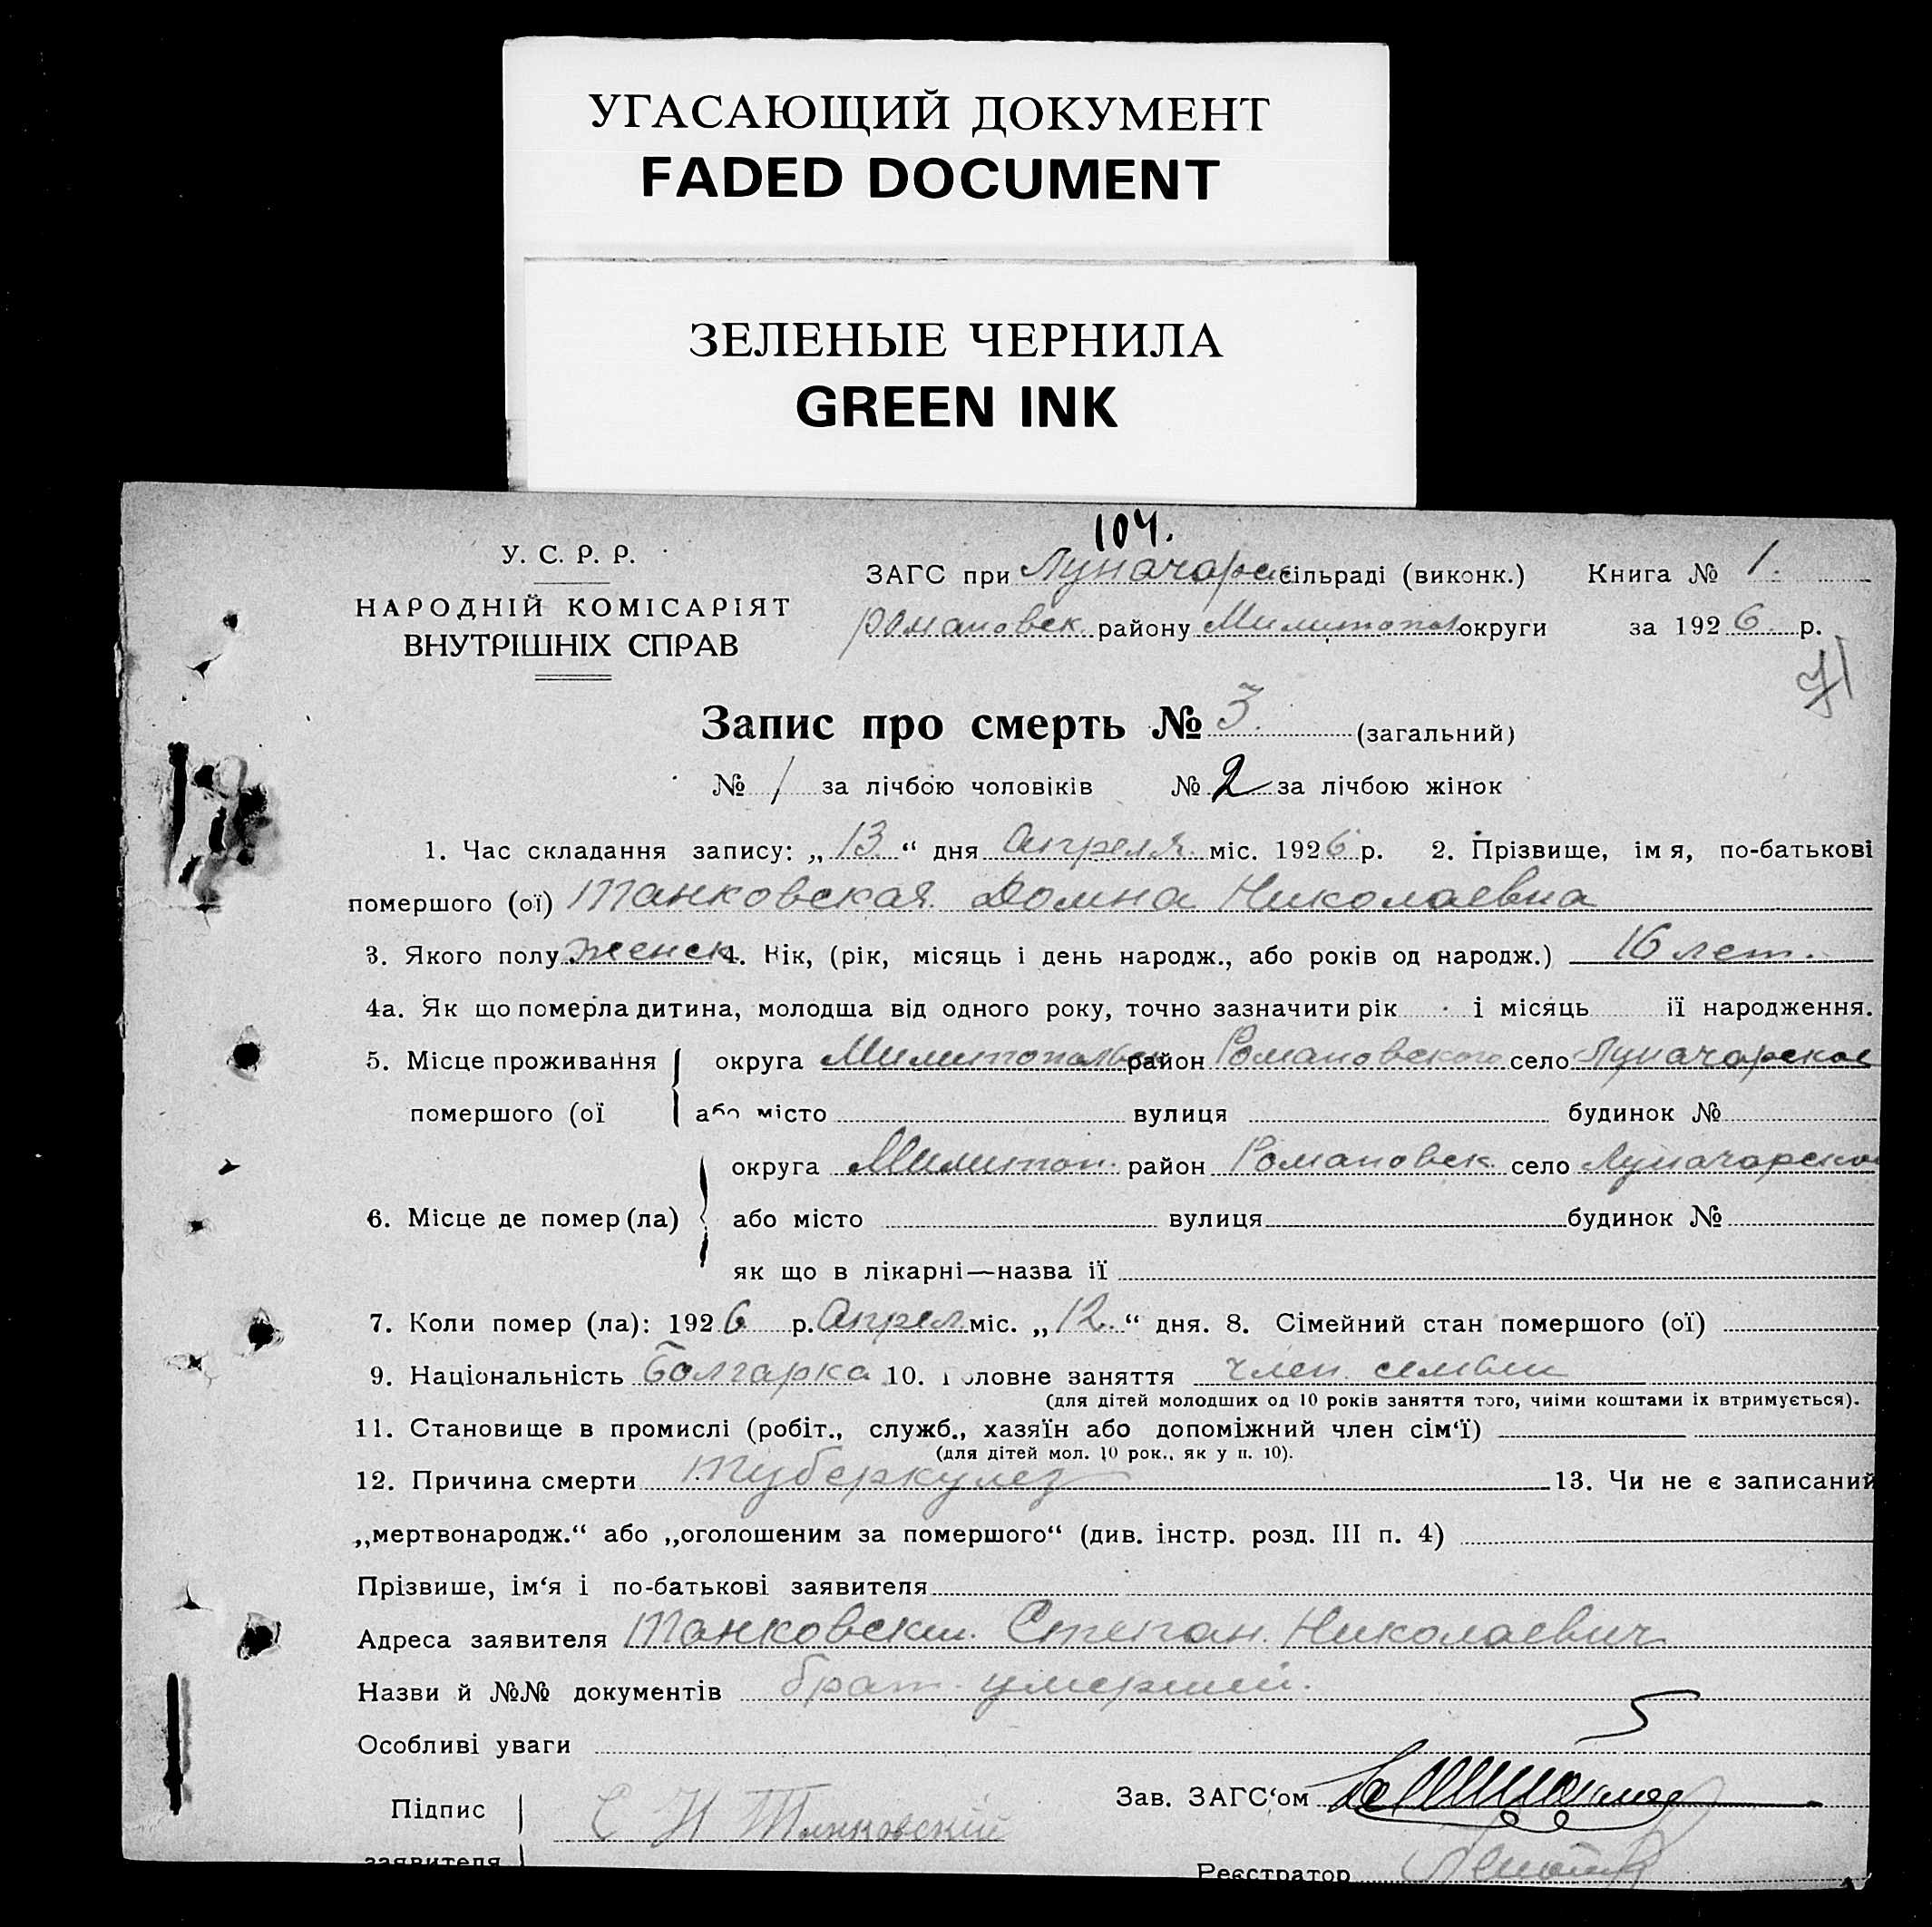 УГАСАЮЩИЙ ДОКУМЕНТ
FADED DOCUMENT
ЗЕЛЕНЫЕ ЧЕРНИЛА
GREEN INK
104.
У. С. Р. Р.
НАРОДНІЙ КОМІСАРІЯТ
ВНУТРІШНІХ СПРАВ
ЗАГС при Луначарск сільраді (виконк.) Книга № 1.
Романовск. району Милитопол округи за 1926 р.
71
Запис про смерть № 3. (загальний)
№ / за лічбою чоловіків № 2 за лічбою жінок
1. Час складання запису: „13“ дня Апреля міс. 1926 р. 2. Прізвище, ім я, по-батькові
помершого (ої) Танковская Домна Николаевна
3. Якого полу женск 4. Вік, (рік, місяць і день народж., або років од народж.) 16 лет.
4а. Як що померла дитина, молодша від одного року, точно зазначити рік і місяць її народження.
5. Місце проживання округа Милитопольск район Романовского село Луначарское
помершого (ої або місто вулиця будинок №
округа Милитоп. район Романовск село Луначарское
6. Місце де помер (ла) або місто вулиця будинок №
як що в лікарні—назва її
7. Коли помер (ла): 1926 р. Апрел міс. „12.“ дня. 8. Сімейний стан помершого (ої)
9. Національність Болгарка 10. Головне заняття член семьи
(для дітей молодших од 10 років заняття того, чиїми коштами їх втримується).
11. Становище в промислі (робіт., служб., хазяїн або допоміжний член сім‘ї)
(для дітей мол. 10 рок., як у п. 10).
12. Причина смерти Туберкулез 13. Чи не є записаний
„мертвонародж.“ або „оголошеним за помершого“ (див. інстр. розд. III п. 4)
Прізвище, ім‘я і по-батькові заявителя
Адреса заявителя Танковский. Степан. Николаевич
Назви й №№ документів брат умершей.
Особливі уваги
Підпис С Н Танковский Зав. ЗАГС‘ом
заявителя Реєстратор